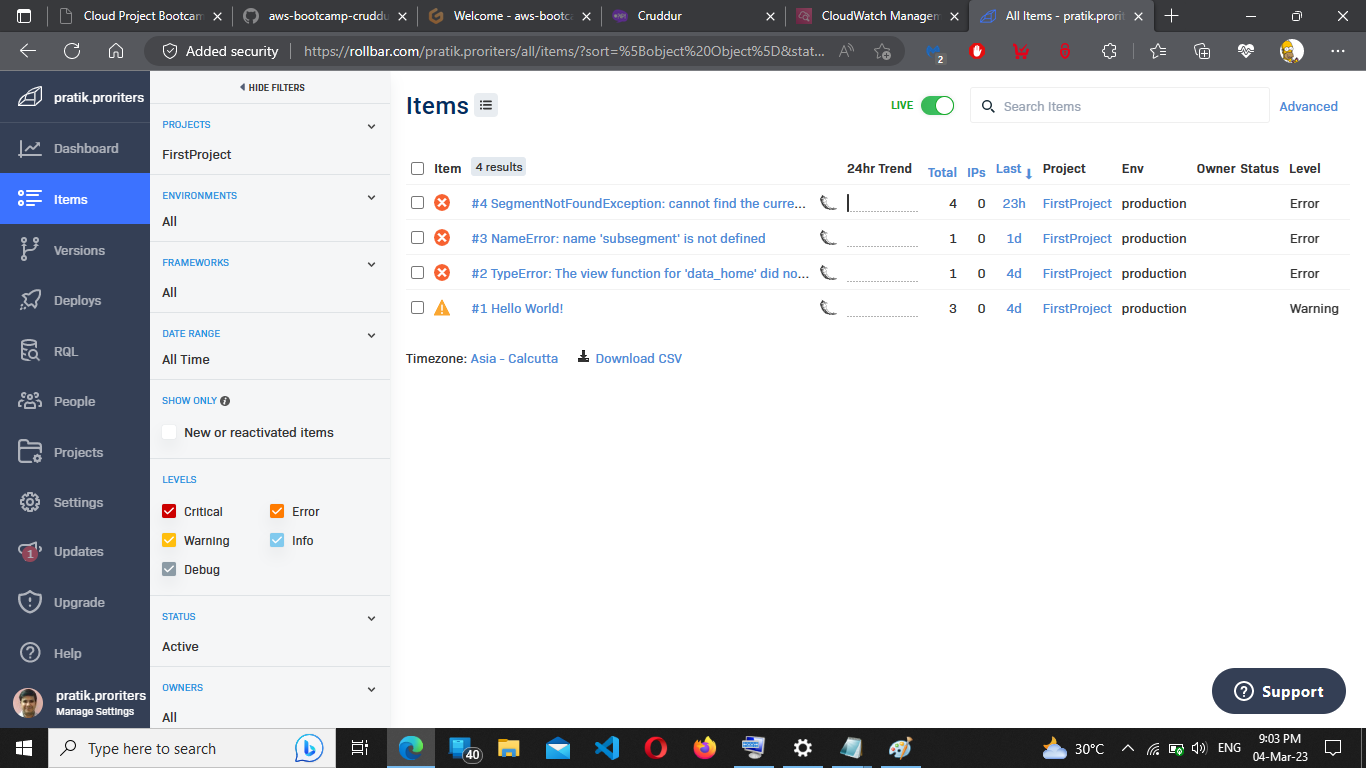 Cloud Project Bootcam
aws-bootcamp-cruddu
Welcome - aws-bootca
Cruddur
CloudWatch Managem
All Items - pratik.prorit
Added security
https://rollbar.com/pratik.proriters/all/items/?sort=%5Bobject%20Object%5D&stat...
2
pratik.proriters
Dashboard
Items
Versions
Deploys
RQL
People
Projects
Settings
1
Updates
Upgrade
Help
pratik.proriters
Manage Settings
HIDE FILTERS
PROJECTS
FirstProject
ENVIRONMENTS
All
FRAMEWORKS
All
DATE RANGE
All Time
SHOW ONLY
New or reactivated items
LEVELS
Critical Error
Warning Info
Debug
STATUS
Active
OWNERS
All
Items
LIVE
Search Items
Advanced
Item 4 results 24hr Trend Total IPs Last Project Env Owner Status Level
#4 SegmentNotFoundException: cannot find the curre... 4 0 23h FirstProject production Error
#3 NameError: name 'subsegment' is not defined 1 0 1d FirstProject production Error
#2 TypeError: The view function for 'data_home' did no... 1 0 4d FirstProject production Error
#1 Hello World! 3 0 4d FirstProject production Warning
Timezone: Asia - Calcutta Download CSV
Support
Type here to search
40
30°C
ENG
9:03 PM
04-Mar-23